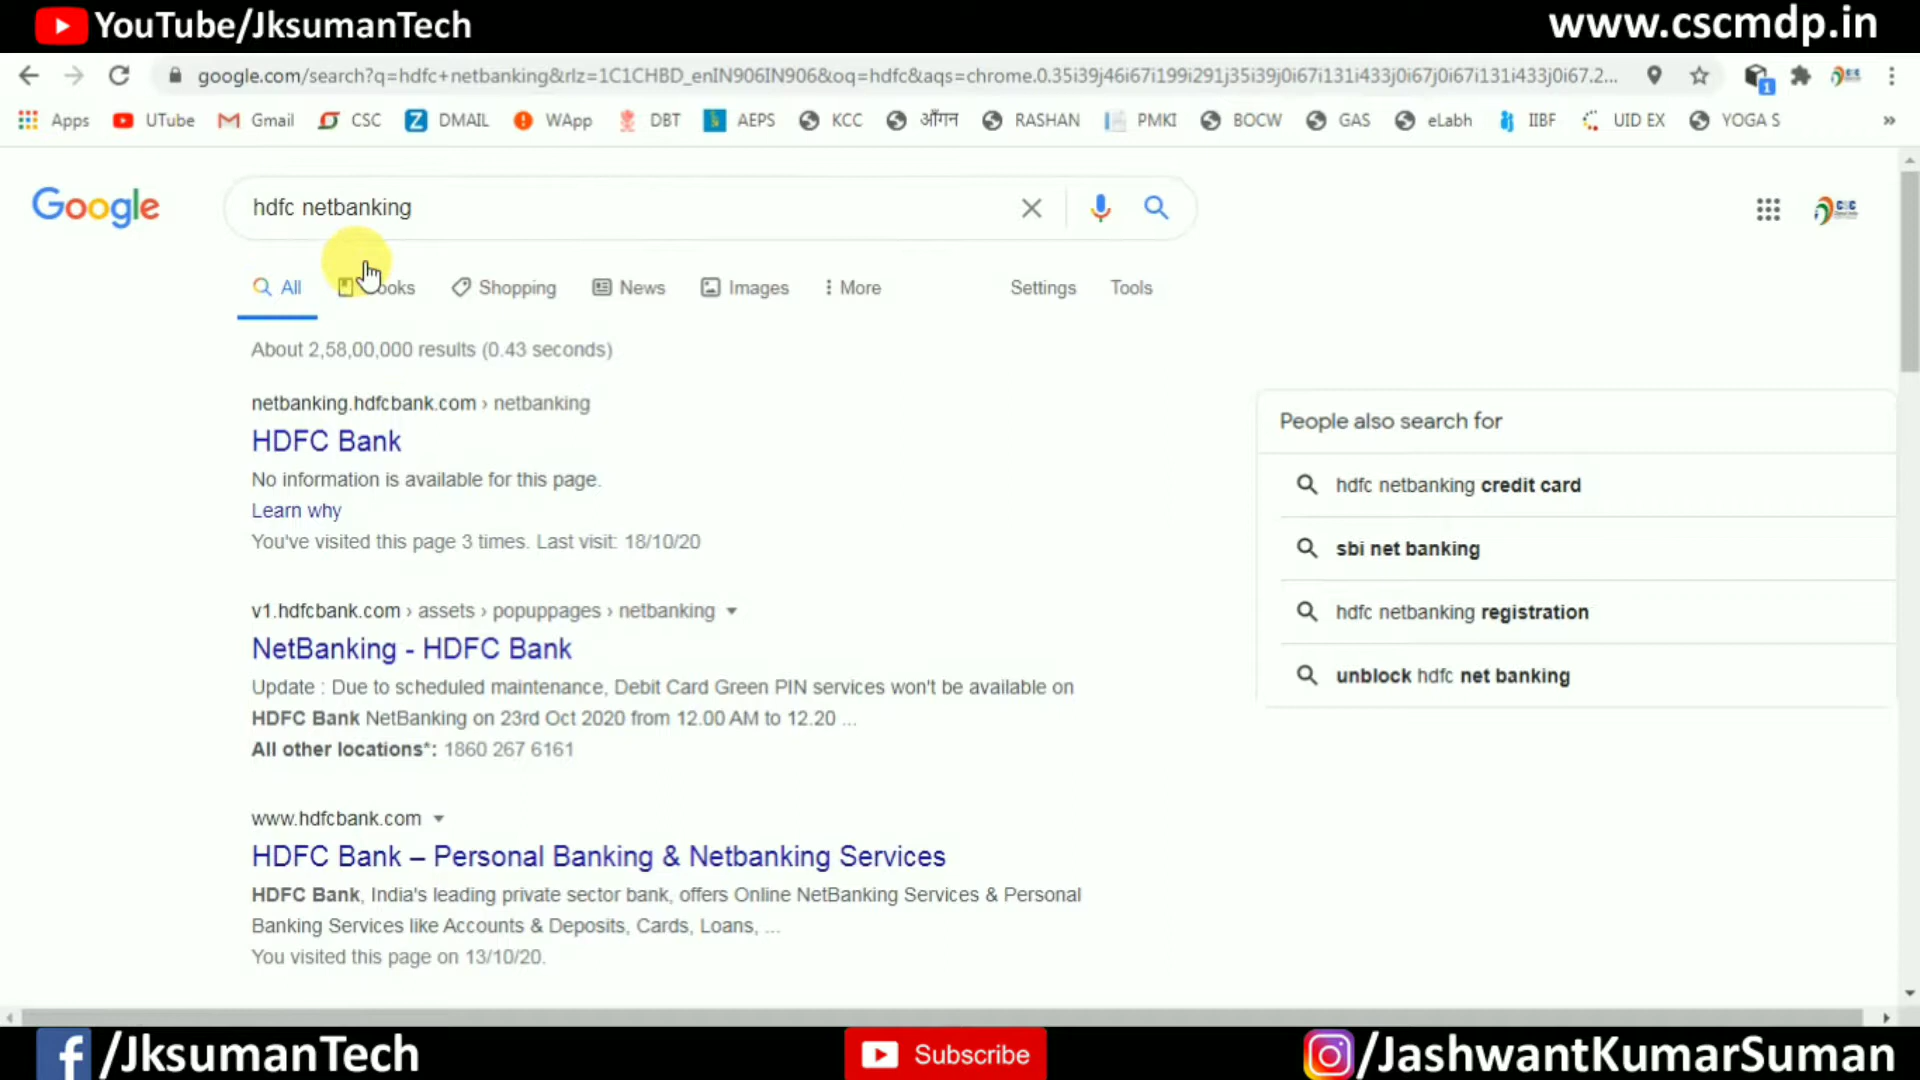 YouTube/JksumanTech
www.cscmdp.in
google.com/search?q=hdfc+netbanking&rlz=1C1CHBD_enIN906IN906&oq=hdfc&aqs=chrome.0.35i39j46i67i199i291j35i39j0i67i131i433j0i67j0i67i131i433j0i67.2...
1
Apps UTube Gmail CSC DMAIL WApp DBT AEPS KCC आँगन RASHAN PMKI BOCW GAS eLabh IIBF UID EX YOGA S »
Google
hdfc netbanking
All
Shopping News Images More Settings Tools
About 2,58,00,000 results (0.43 seconds)
netbanking.hdfcbank.com › netbanking
HDFC Bank
No information is available for this page.
Learn why
You've visited this page 3 times. Last visit: 18/10/20
v1.hdfcbank.com › assets › popuppages › netbanking
NetBanking - HDFC Bank
Update : Due to scheduled maintenance, Debit Card Green PIN services won't be available on
HDFC Bank NetBanking on 23rd Oct 2020 from 12.00 AM to 12.20 ...
All other locations*: 1860 267 6161
www.hdfcbank.com
HDFC Bank – Personal Banking & Netbanking Services
HDFC Bank, India's leading private sector bank, offers Online NetBanking Services & Personal
Banking Services like Accounts & Deposits, Cards, Loans, ...
You visited this page on 13/10/20.
People also search for
hdfc netbanking credit card
sbi net banking
hdfc netbanking registration
unblock hdfc net banking
/JksumanTech
Subscribe
/JashwantKumarSuman